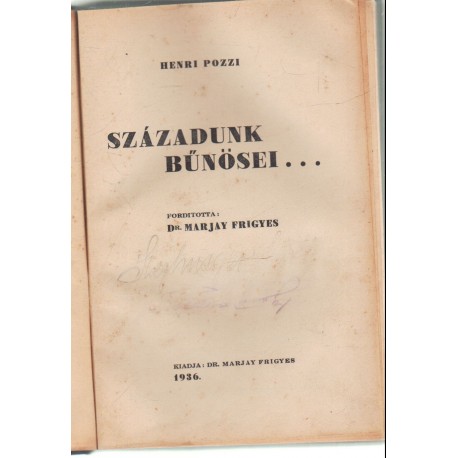 HENRI POZZI
SZÁZADUNK
BŰNÖSEI...
FORDITOTTA:
DR. MARJAY FRIGYES
KIADJA: DR. MARJAY FRIGYES
1936.